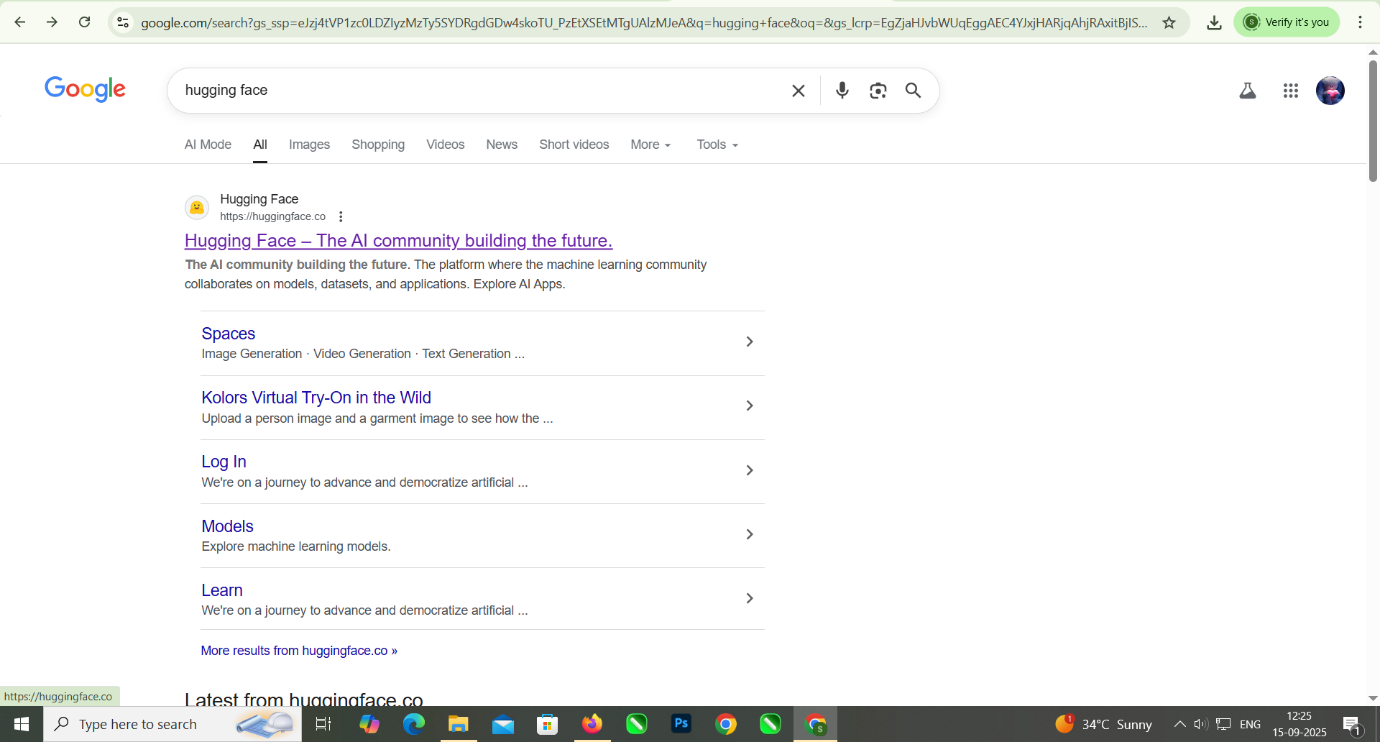 google.com/search?gs_ssp=eJzj4tVP1zc0LDZIyzMzTy5SYDRgdGDw4skoTU_PzEtXSEtMTgUAlzMJeA&q=hugging+face&oq=&gs_lcrp=EgZjaHJvbWUqEggAEC4YJxjHARjqAhjRAxitBjIS...
S Verify it's you
Google
hugging face
AI Mode All Images Shopping Videos News Short videos More Tools
Hugging Face
https://huggingface.co
Hugging Face – The AI community building the future.
The AI community building the future. The platform where the machine learning community
collaborates on models, datasets, and applications. Explore AI Apps.
Spaces
Image Generation · Video Generation · Text Generation ...
Kolors Virtual Try-On in the Wild
Upload a person image and a garment image to see how the ...
Log In
We're on a journey to advance and democratize artificial ...
Models
Explore machine learning models.
Learn
We're on a journey to advance and democratize artificial ...
More results from huggingface.co »
Latest from huggingface.co
https://huggingface.co
Type here to search
Ps
S
1
34°C Sunny
ENG
12:25
15-09-2025
1